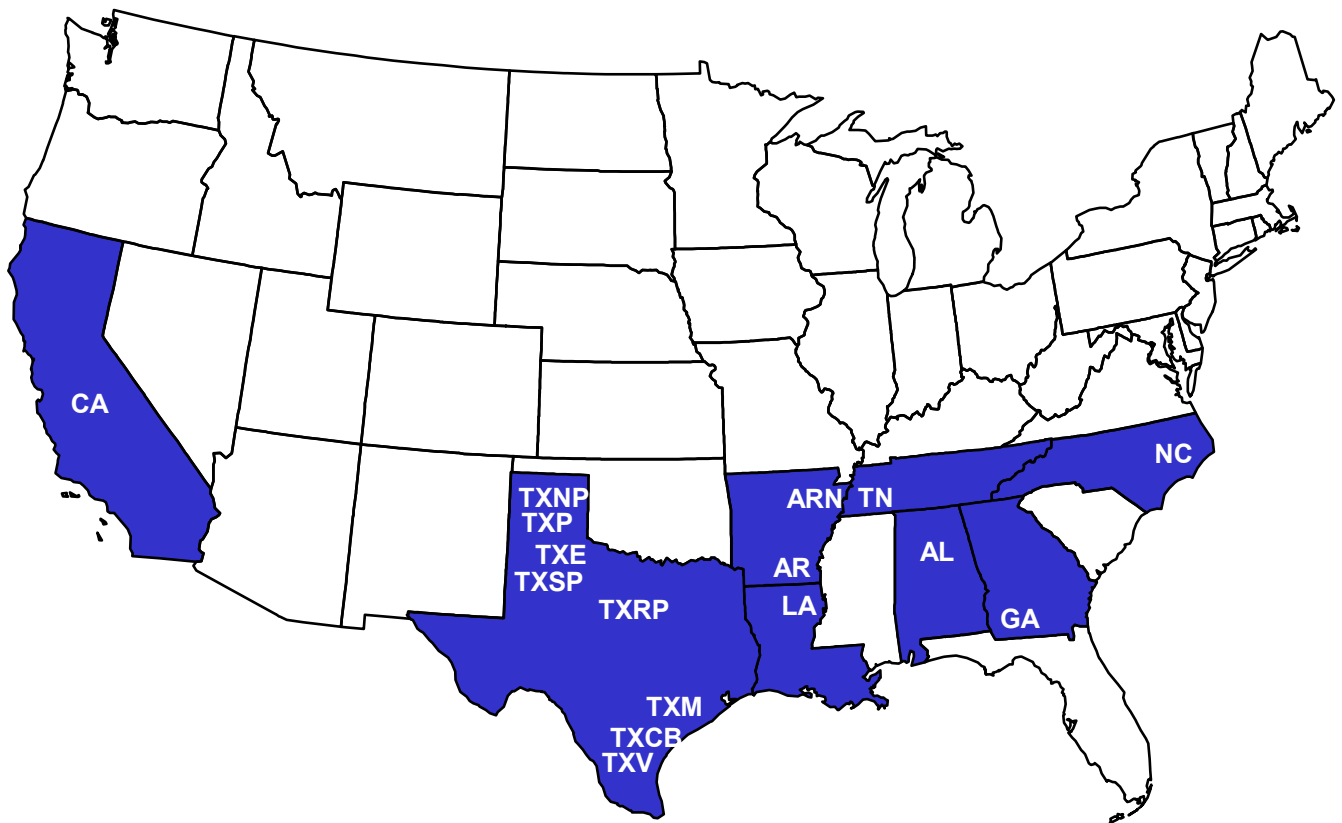 CA
NC
TXNP
ARN
TN
TXP
AL
TXE
AR
TXSP
LA
TXRP
GA
TXM
TXCB
TXV